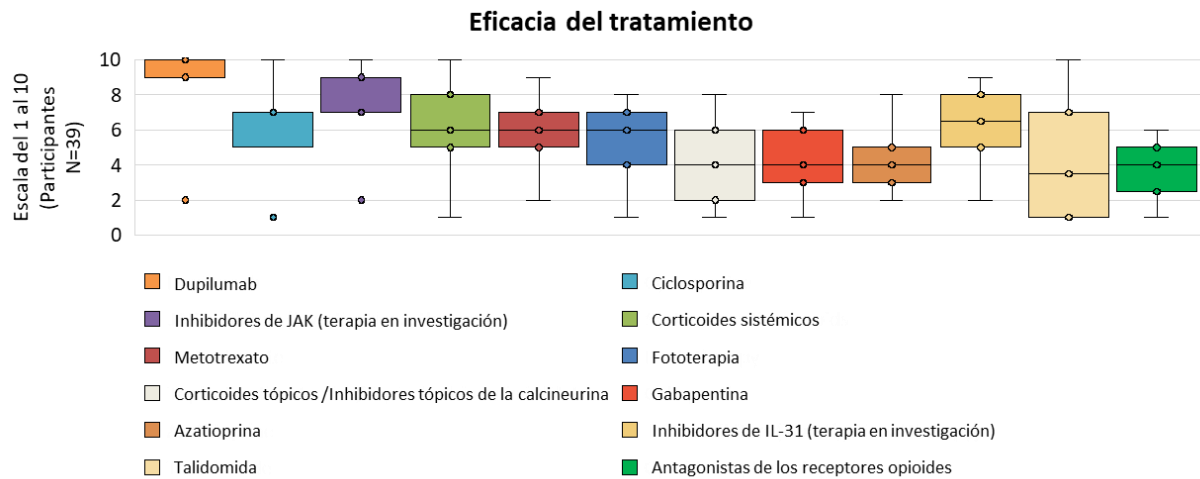 Eficacia del tratamiento
Escala del 1 al 10
(Participantes
N=39)
10
8
6
4
2
0
Dupilumab
Ciclosporina
Inhibidores de JAK (terapia en investigación)
Corticoides sistémicos
Metotrexato
Fototerapia
Corticoides tópicos /Inhibidores tópicos de la calcineurina
Gabapentina
Azatioprina
Inhibidores de IL-31 (terapia en investigación)
Talidomida
Antagonistas de los receptores opioides